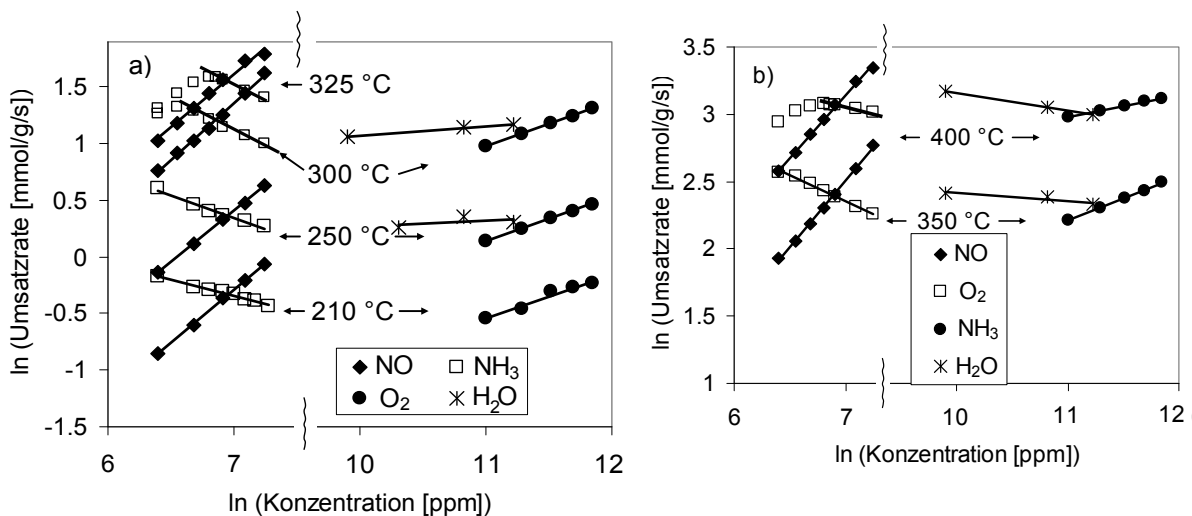 a)
ln (Umsatzrate [mmol/g/s])
1.5
1
0.5
0
-0.5
-1
-1.5
325 °C
300 °C
250 °C
210 °C
NO
NH₃
O₂
H₂O
6
7
11
12
ln (Konzentration [ppm])
b)
ln (Umsatzrate [mmol/g/s])
3.5
3
2.5
2
1.5
1
400 °C
350 °C
NO
O₂
NH₃
H₂O
6
7
9
10
11
12
ln (Konzentration [ppm])